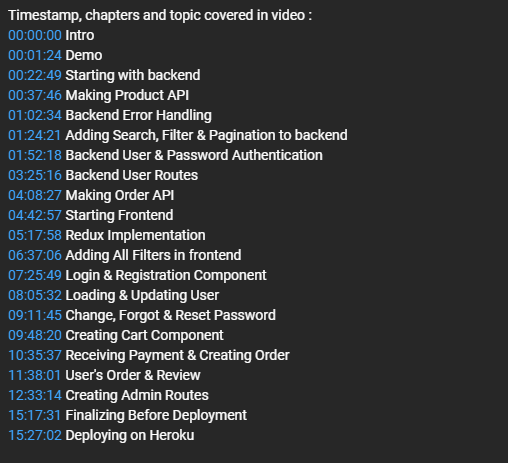 Timestamp, chapters and topic covered in video :
00:00:00 Intro
00:01:24 Demo
00:22:49 Starting with backend
00:37:46 Making Product API
01:02:34 Backend Error Handling
01:24:21 Adding Search, Filter & Pagination to backend
01:52:18 Backend User & Password Authentication
03:25:16 Backend User Routes
04:08:27 Making Order API
04:42:57 Starting Frontend
05:17:58 Redux Implementation
06:37:06 Adding All Filters in frontend
07:25:49 Login & Registration Component
08:05:32 Loading & Updating User
09:11:45 Change, Forgot & Reset Password
09:48:20 Creating Cart Component
10:35:37 Receiving Payment & Creating Order
11:38:01 User's Order & Review
12:33:14 Creating Admin Routes
15:17:31 Finalizing Before Deployment
15:27:02 Deploying on Heroku